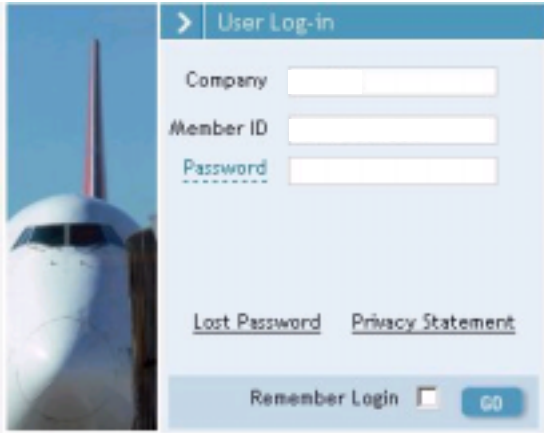 User Log-in
Company
Member ID
Password
Lost Password Privacy Statement
Remember Login GO